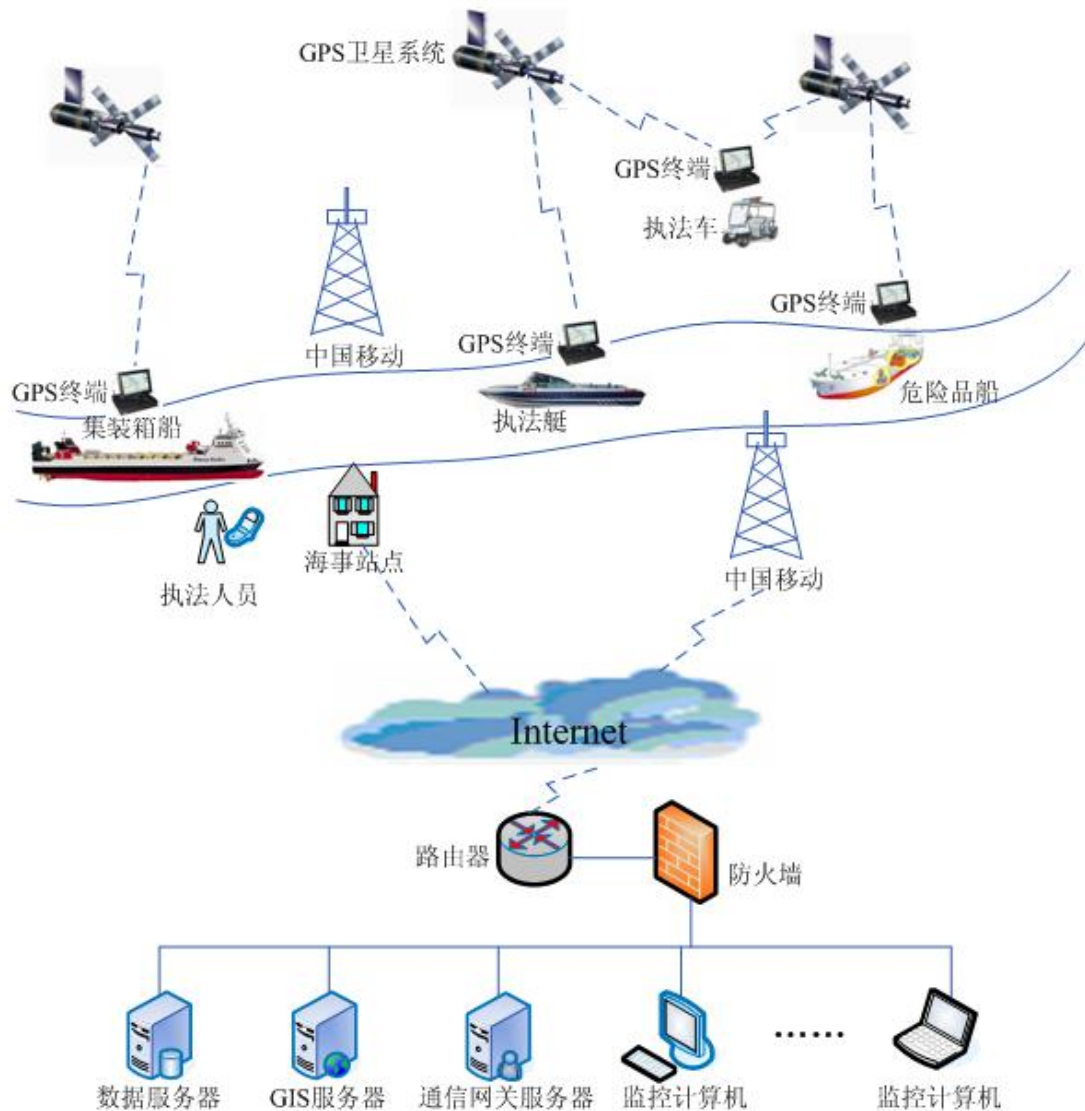 GPS卫星系统
GPS终端
执法车
GPS终端
中国移动
GPS终端
GPS终端
集装箱船
执法艇
危险品船
海事站点
执法人员
中国移动
Internet
路由器
防火墙
……
数据服务器
GIS服务器
通信网关服务器
监控计算机
监控计算机